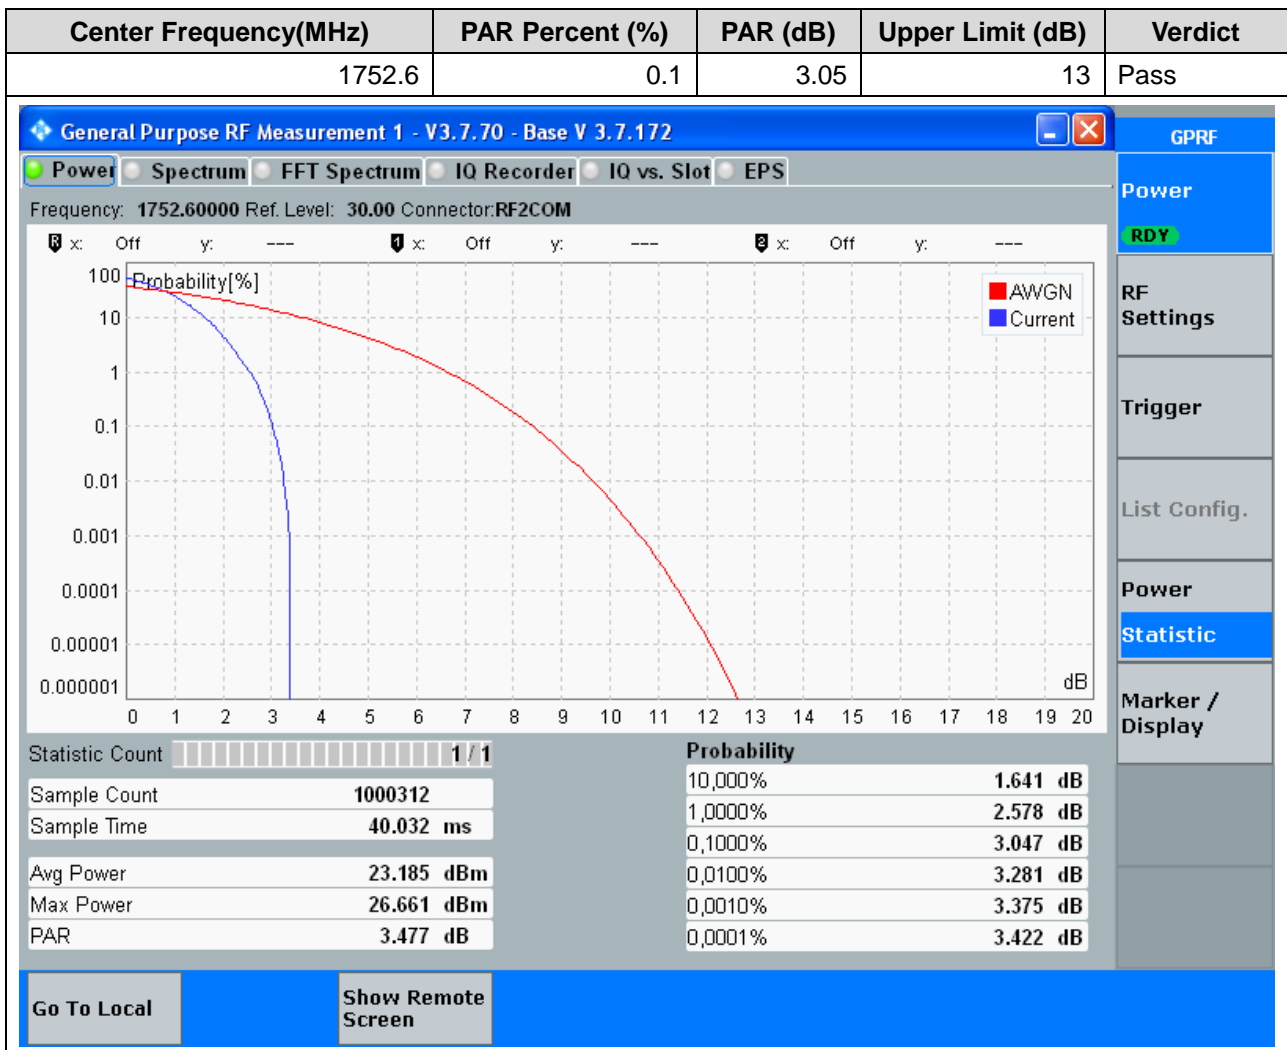 Center Frequency(MHz) PAR Percent (%) PAR (dB) Upper Limit (dB) Verdict
1752.6 0.1 3.05 13 Pass
General Purpose RF Measurement 1 - V3.7.70 - Base V 3.7.172
GPRF
Power Spectrum FFT Spectrum IQ Recorder IQ vs. Slot EPS
Frequency: 1752.60000 Ref. Level: 30.00 Connector:RF2COM
R x: Off y: --- 1 x: Off y: --- 2 x: Off y: ---
Probability[%]
AWGN
Current
100
10
1
0.1
0.01
0.001
0.0001
0.00001
0.000001
dB
0 1 2 3 4 5 6 7 8 9 10 11 12 13 14 15 16 17 18 19 20
Statistic Count 1 / 1
Sample Count 1000312
Sample Time 40.032 ms
Avg Power 23.185 dBm
Max Power 26.661 dBm
PAR 3.477 dB
Probability
10,000% 1.641 dB
1,0000% 2.578 dB
0,1000% 3.047 dB
0,0100% 3.281 dB
0,0010% 3.375 dB
0,0001% 3.422 dB
Power
RDY
RF
Settings
Trigger
List Config.
Power
Statistic
Marker /
Display
Go To Local
Show Remote
Screen